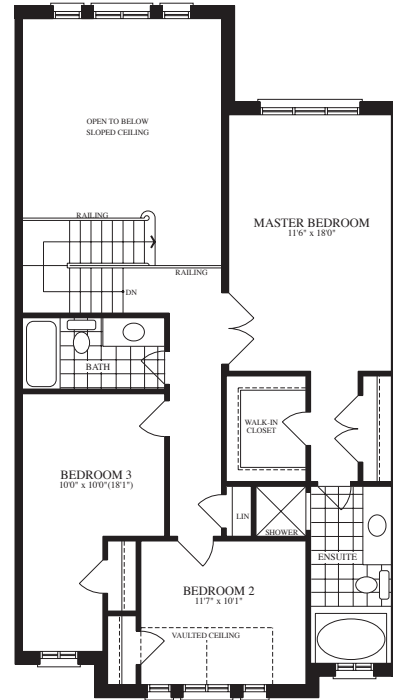 OPEN TO BELOW
SLOPED CEILING
RAILING
MASTER BEDROOM
11'6" x 18'0"
RAILING
DN
BATH
WALK-IN
CLOSET
BEDROOM 3
10'0" x 10'0"(18'1")
LIN
SHOWER
ENSUITE
BEDROOM 2
11'7" x 10'1"
VAULTED CEILING